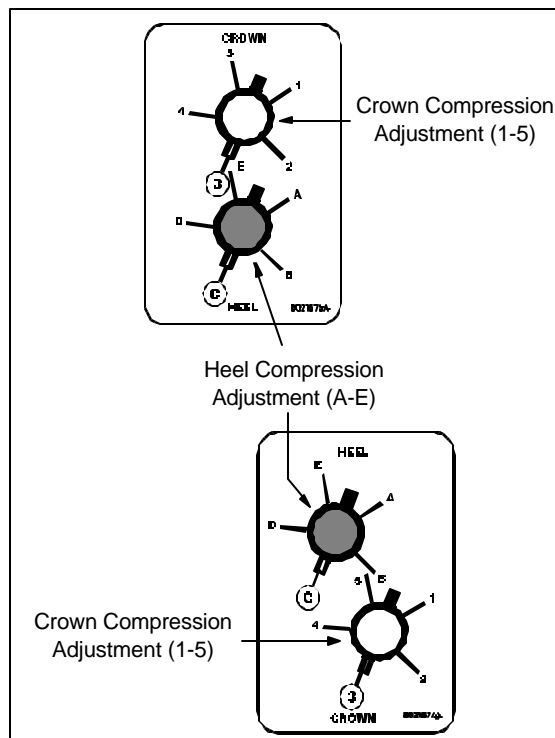 CROWN
5
1
Crown Compression
Adjustment (1-5)
4
2
3
E
A
D
B
C
HEEL
Heel Compression
Adjustment (A-E)
HEEL
E
A
D
C
5
B
1
Crown Compression
Adjustment (1-5)
4
2
3
CROWN